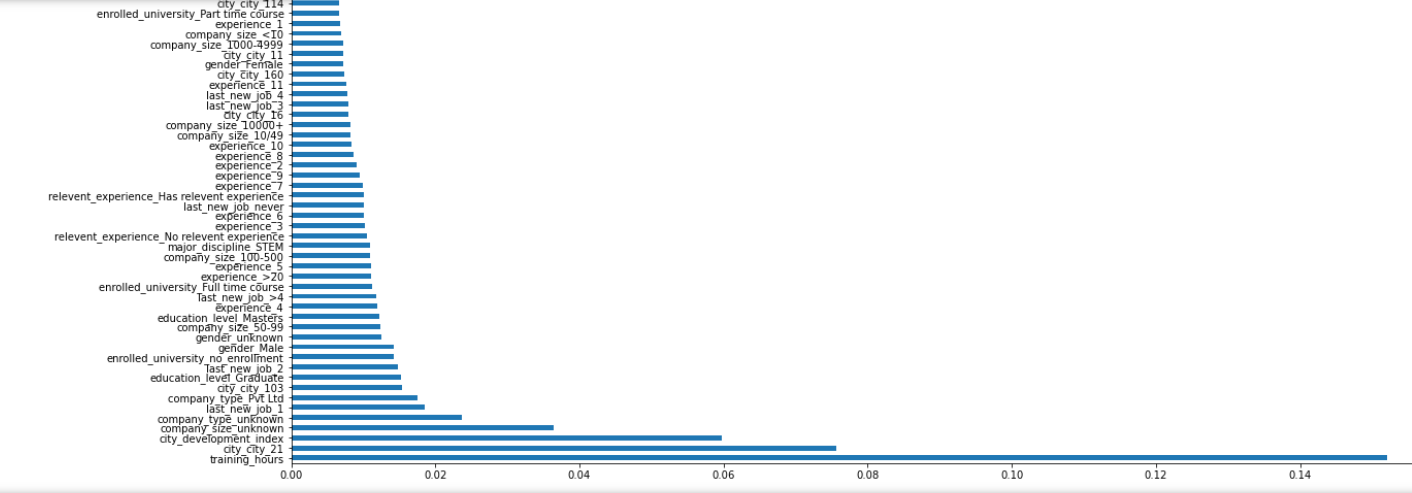 city_city_114
enrolled_university_Part time course
experience_1
company_size_<10
company_size_1000-4999
city_city_11
gender_Female
city_city_160
experience_11
last_new_job_4
last_new_job_3
city_city_16
company_size_10000+
company_size_10/49
experience_10
experience_8
experience_2
experience_9
experience_7
relevent_experience_Has relevent experience
last_new_job_never
experience_6
experience_3
relevent_experience_No relevent experience
major_discipline_STEM
company_size_100-500
experience_5
experience_>20
enrolled_university_Full time course
last_new_job_>4
experience_4
education_level_Masters
company_size_50-99
gender_unknown
gender_Male
enrolled_university_no_enrollment
last_new_job_2
education_level_Graduate
city_city_103
company_type_Pvt Ltd
last_new_job_1
company_type_unknown
company_size_unknown
city_development_index
city_city_21
training_hours
0.00 0.02 0.04 0.06 0.08 0.10 0.12 0.14